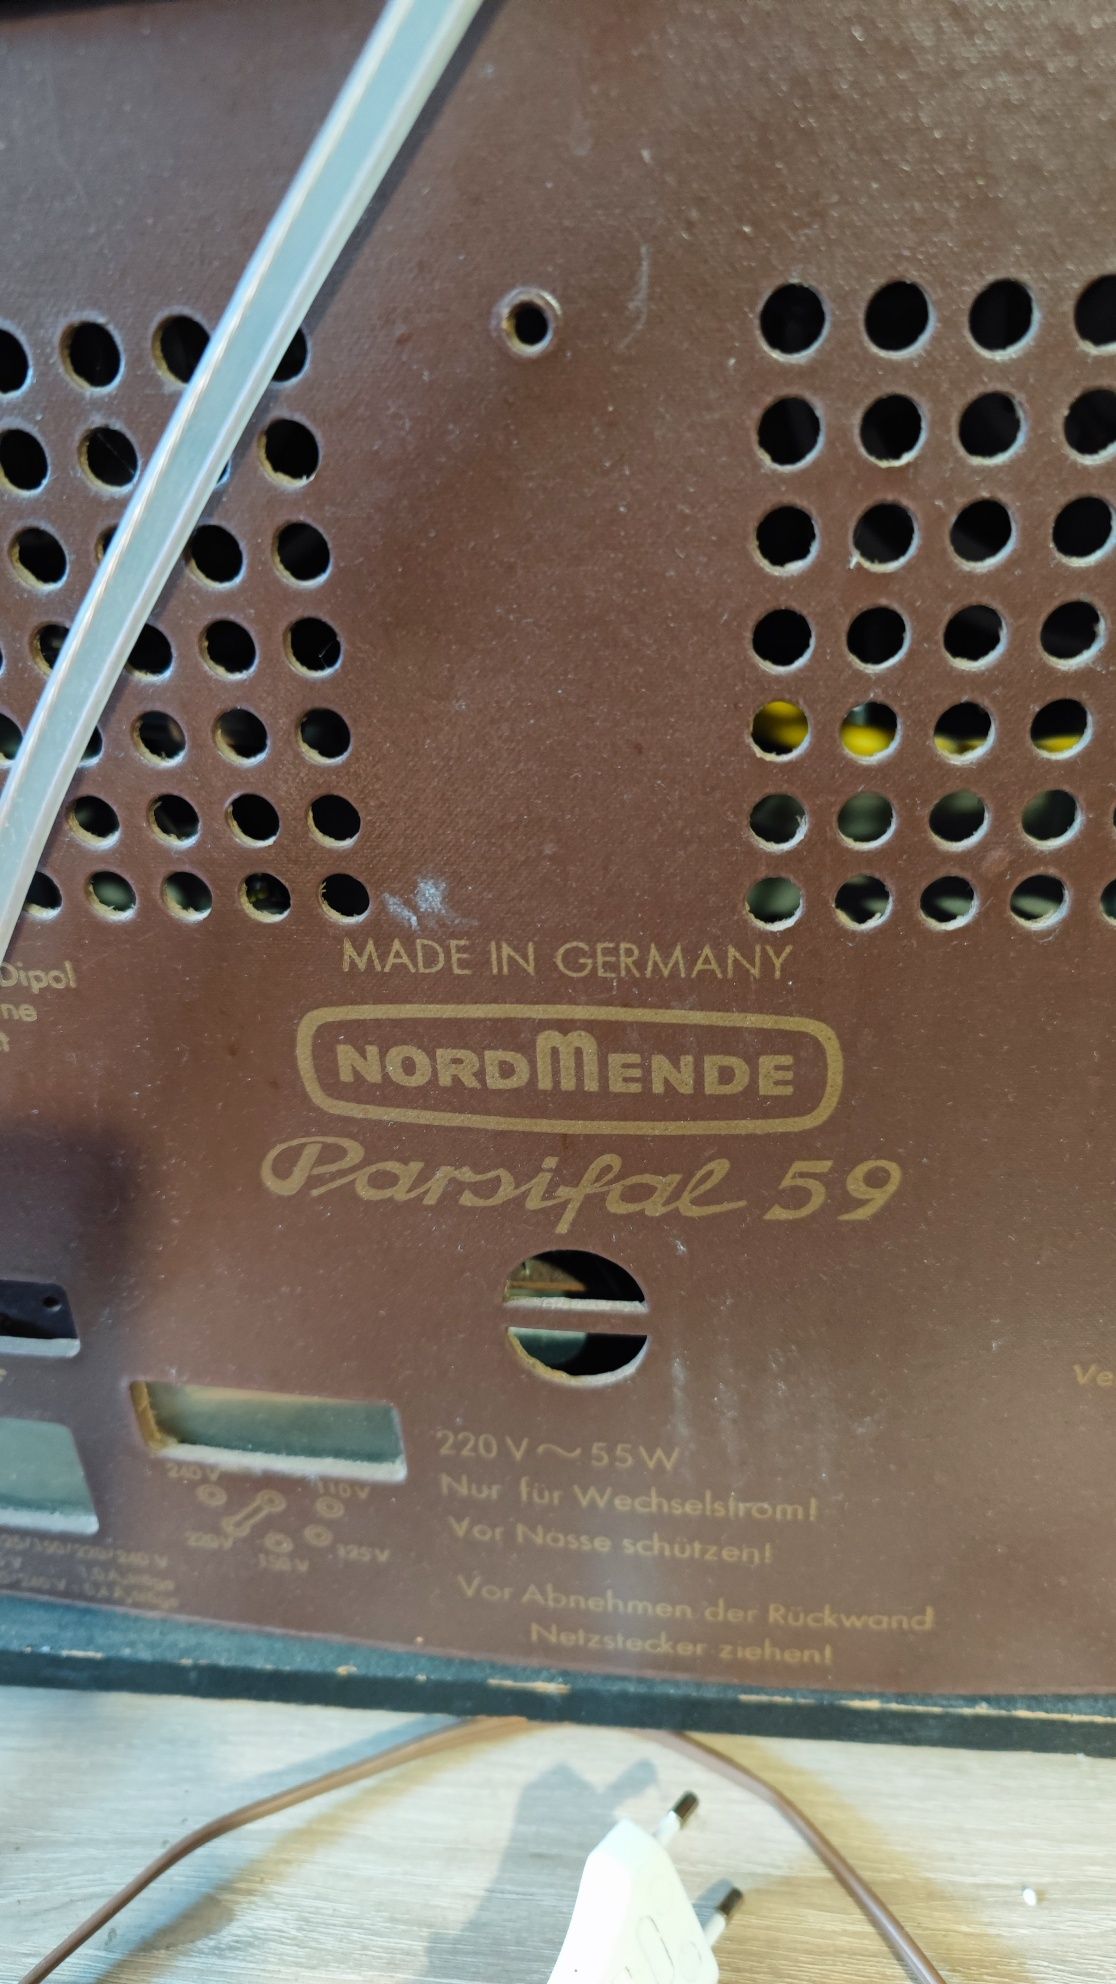 MADE IN GERMANY
Dipol
NORDMENDE
Parsifal 59
220 V ~ 55 W
240 V
110 V
Nur für Wechselstrom!
220 V
125 V
150 V
Vor Nässe schützen!
Vor Abnehmen der Rückwand
Netzstecker ziehen!